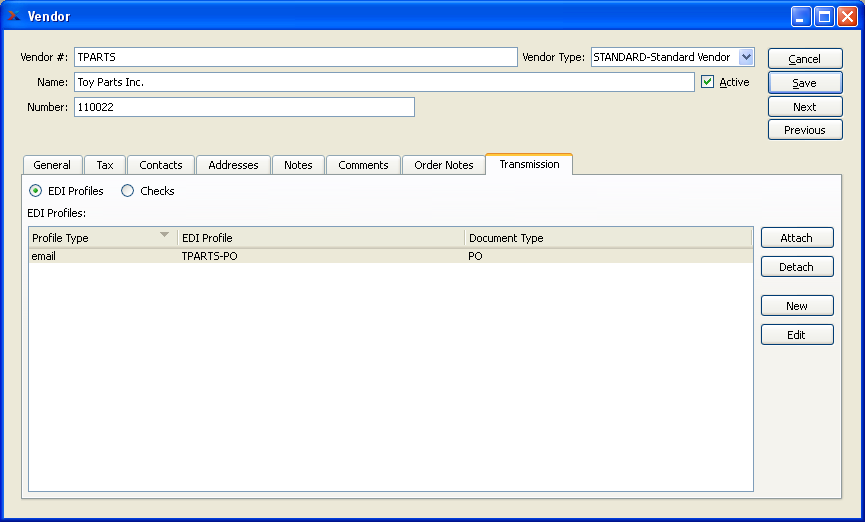 Vendor
Vendor #: TPARTS Vendor Type: STANDARD-Standard Vendor Cancel
Name: Toy Parts Inc. Active Save
Number: 110022 Next
Previous
General Tax Contacts Addresses Notes Comments Order Notes Transmission
EDI Profiles Checks
EDI Profiles:
Profile Type EDI Profile Document Type Attach
email TPARTS-PO PO Detach
New
Edit